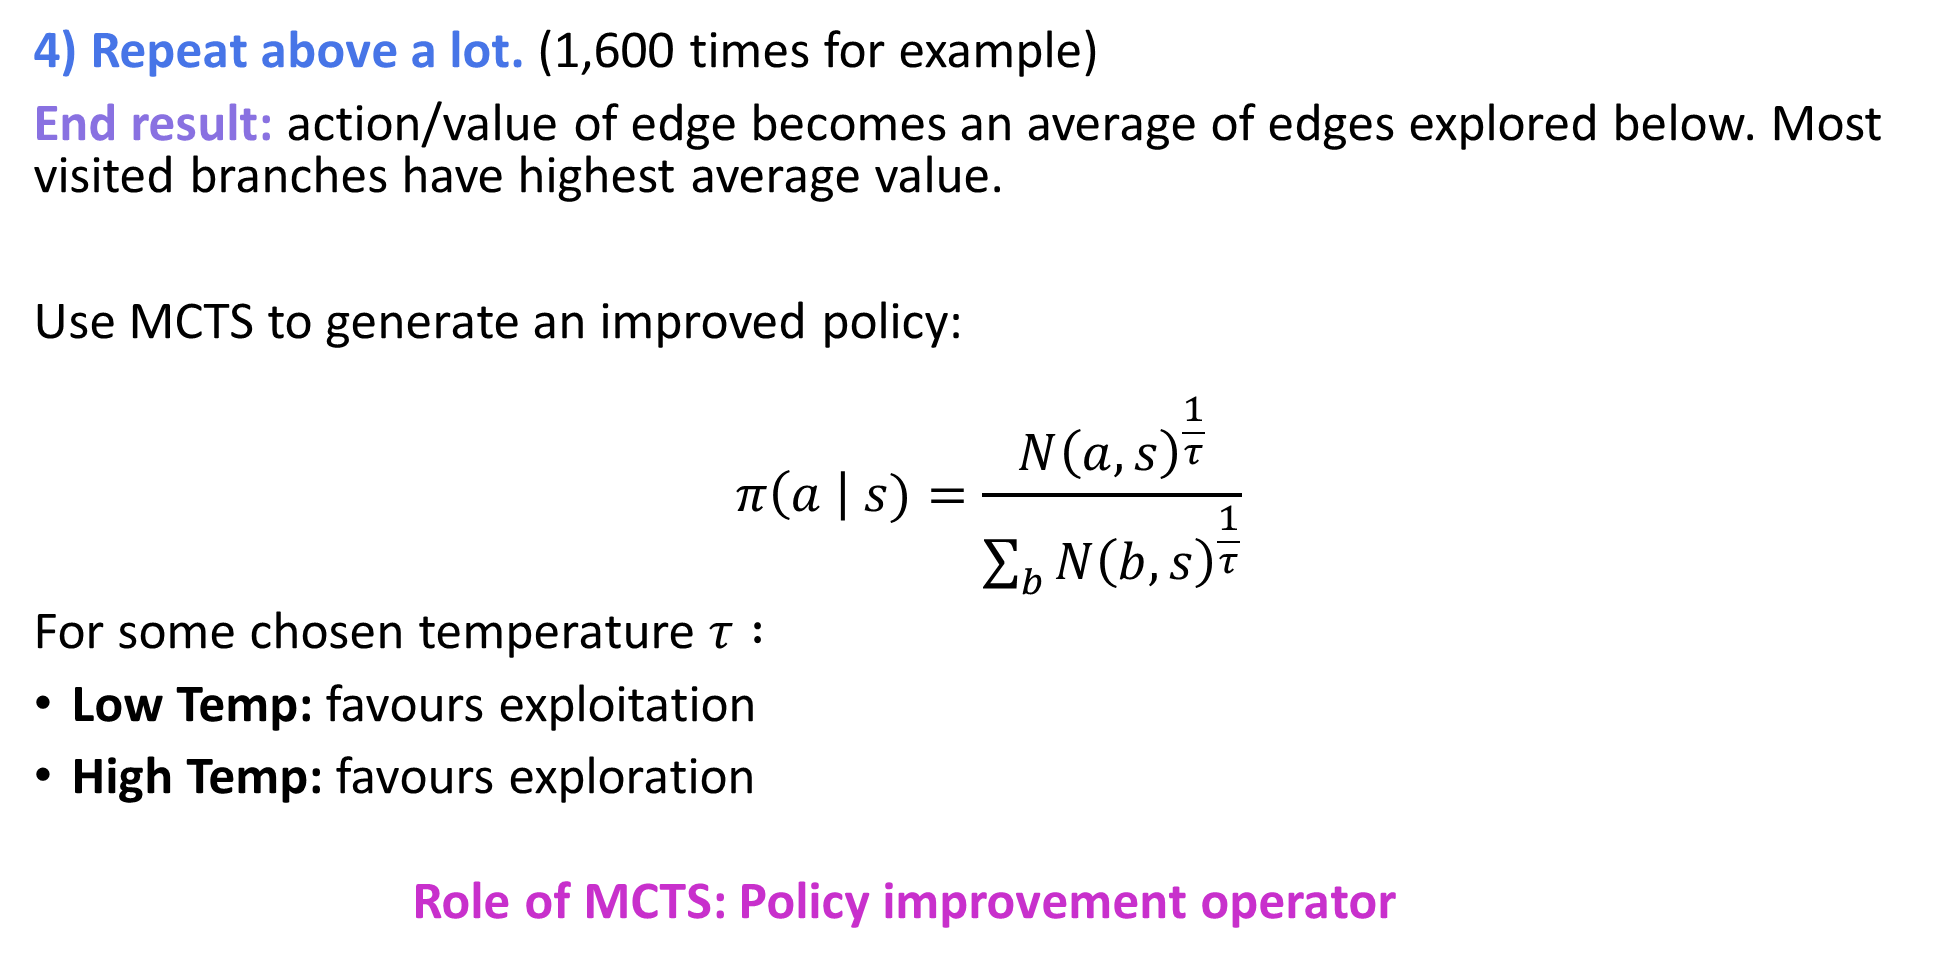 4) Repeat above a lot. (1,600 times for example)
End result: action/value of edge becomes an average of edges explored below. Most
visited branches have highest average value.
Use MCTS to generate an improved policy:
π(a | s) = N(a, s)^(1/τ) / ∑_b N(b, s)^(1/τ)
For some chosen temperature τ :
• Low Temp: favours exploitation
• High Temp: favours exploration
Role of MCTS: Policy improvement operator